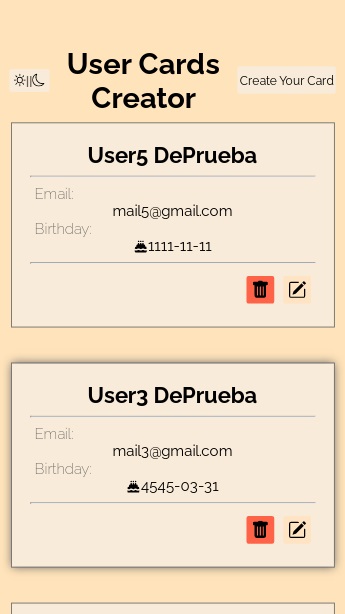 User Cards
Creator
Create Your Card
User5 DePrueba
Email:
mail5@gmail.com
Birthday:
1111-11-11
User3 DePrueba
Email:
mail3@gmail.com
Birthday:
4545-03-31